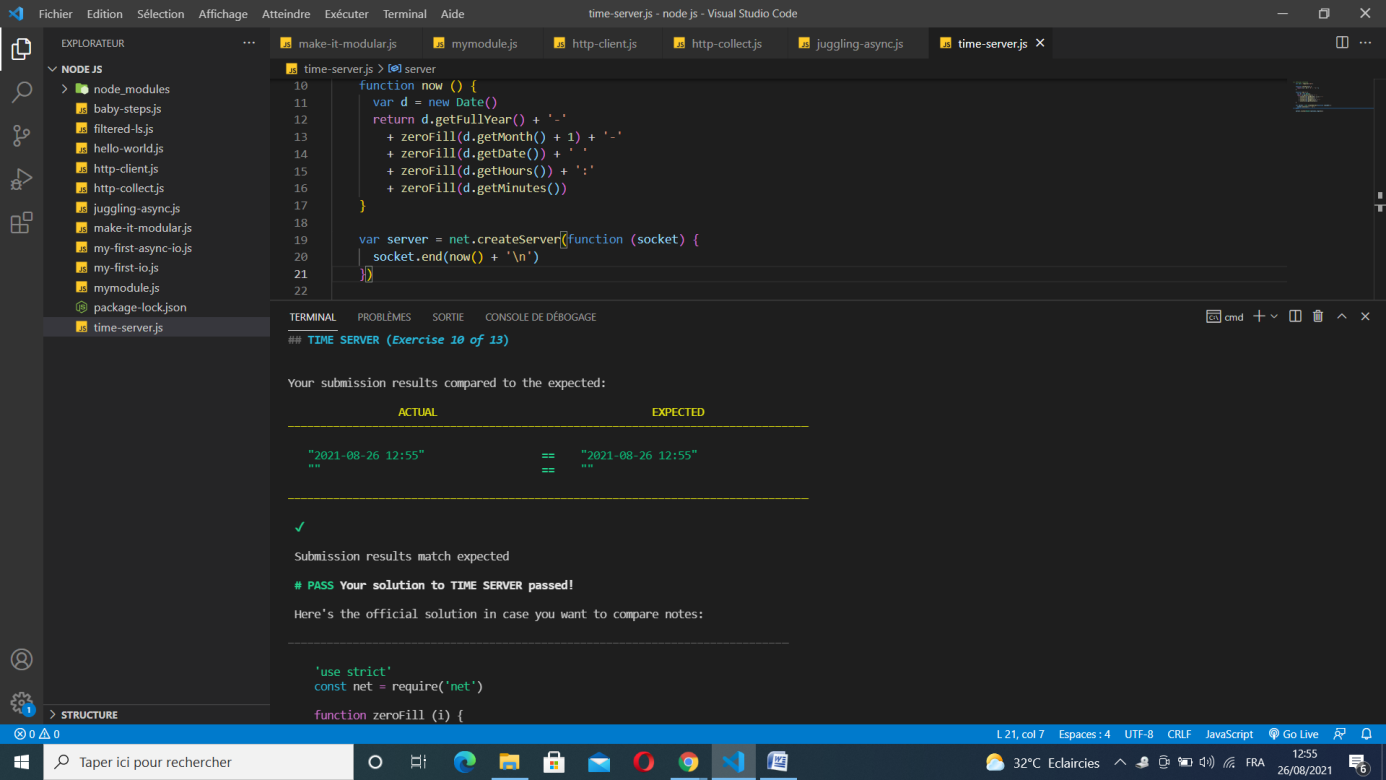 Fichier Edition Sélection Affichage Atteindre Exécuter Terminal Aide
time-server.js - node js - Visual Studio Code
EXPLORATEUR
NODE JS
node_modules
baby-steps.js
filtered-ls.js
hello-world.js
http-client.js
http-collect.js
juggling-async.js
make-it-modular.js
my-first-async-io.js
my-first-io.js
mymodule.js
package-lock.json
time-server.js
STRUCTURE
make-it-modular.js mymodule.js http-client.js http-collect.js juggling-async.js time-server.js
time-server.js > server
10 function now () {
11 var d = new Date()
12 return d.getFullYear() + '-'
13 + zeroFill(d.getMonth() + 1) + '-'
14 + zeroFill(d.getDate()) + ' '
15 + zeroFill(d.getHours()) + ':'
16 + zeroFill(d.getMinutes())
17 }
18
19 var server = net.createServer(function (socket) {
20 socket.end(now() + '\n')
21 })
22
TERMINAL PROBLÈMES SORTIE CONSOLE DE DÉBOGAGE
cmd
## TIME SERVER (Exercise 10 of 13)
Your submission results compared to the expected:
ACTUAL EXPECTED
"2021-08-26 12:55" == "2021-08-26 12:55"
"" == ""
✓
Submission results match expected
# PASS Your solution to TIME SERVER passed!
Here's the official solution in case you want to compare notes:
'use strict'
const net = require('net')
function zeroFill (i) {
1
0 0
L 21, col 7 Espaces : 4 UTF-8 CRLF JavaScript Go Live
Taper ici pour rechercher
32°C Eclaircies
FRA
12:55
26/08/2021
6